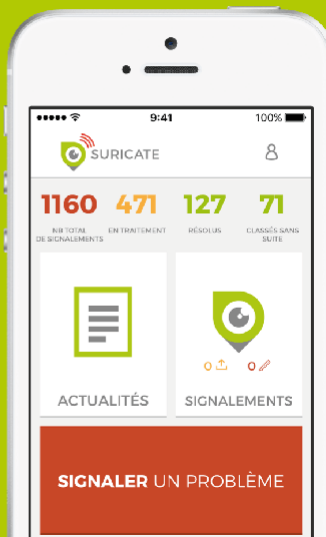 9:41
100%
SURICATE
1160 471 127 71
NB TOTAL
DE SIGNALEMENTS
EN TRAITEMENT
RÉSOLUS
CLASSÉS SANS
SUITE
0 0
ACTUALITÉS
SIGNALEMENTS
SIGNALER UN PROBLÈME